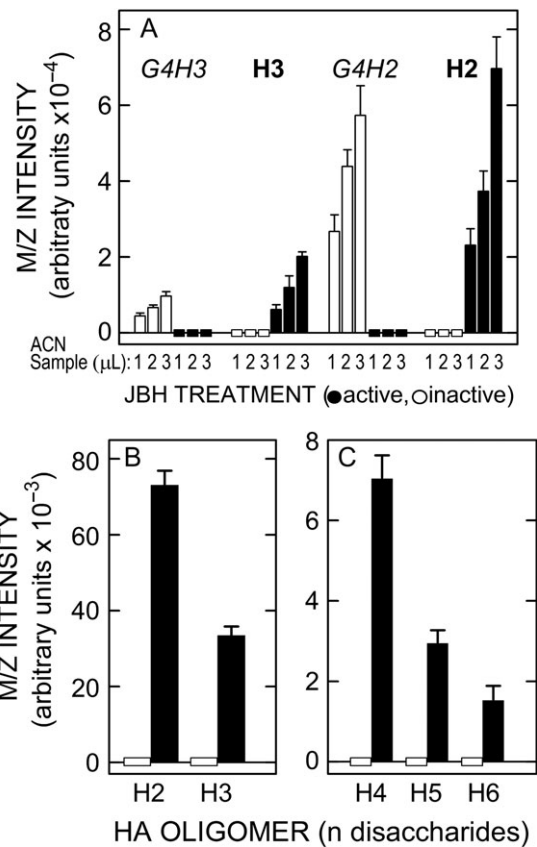 A
G4H3 H3 G4H2 H2
8
6
4
2
0
M/Z INTENSITY
(arbitraty units x10⁻⁴)
ACN
Sample (µL): 1 2 3 1 2 3 1 2 3 1 2 3 1 2 3 1 2 3 1 2 3 1 2 3
JBH TREATMENT (●active,○inactive)
B
80
60
40
20
0
M/Z INTENSITY
(arbitrary units x 10⁻³)
H2 H3
C
8
6
4
2
0
H4 H5 H6
HA OLIGOMER (n disaccharides)